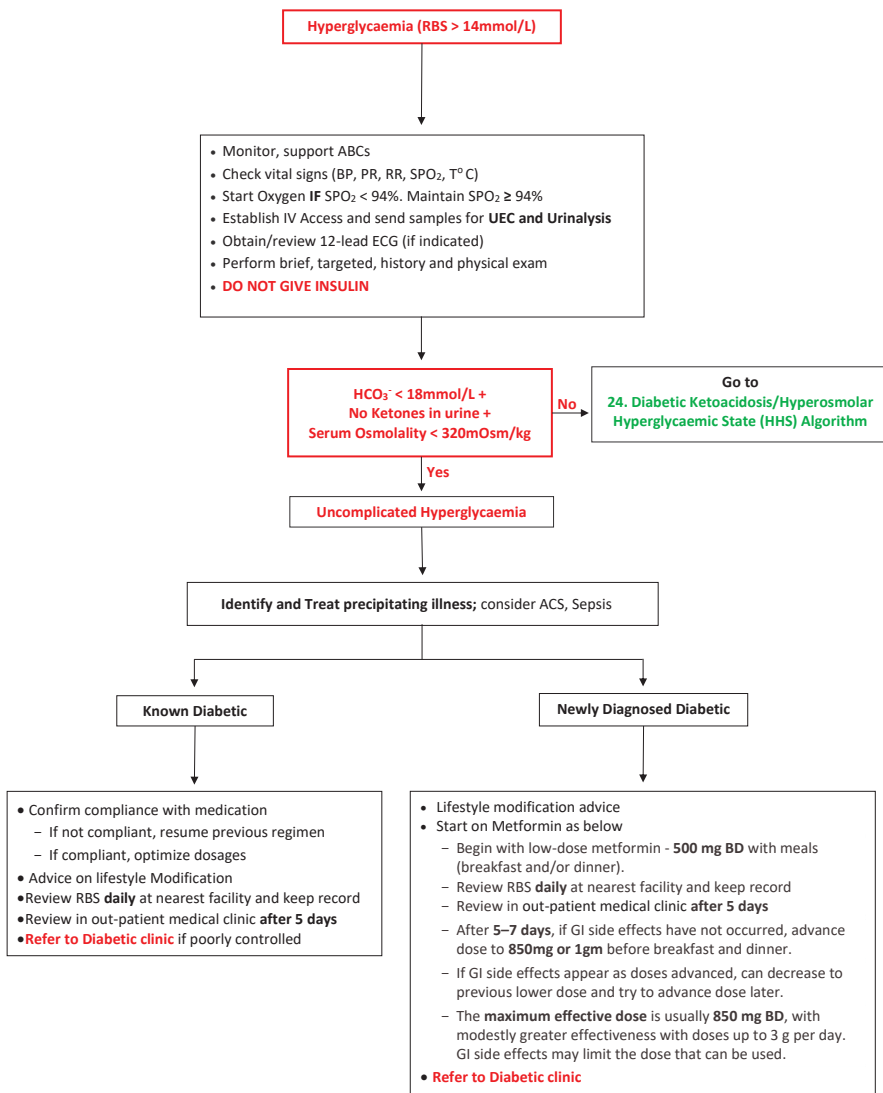 Hyperglycaemia (RBS > 14mmol/L)
• Monitor, support ABCs
• Check vital signs (BP, PR, RR, SPO₂, T° C)
• Start Oxygen IF SPO₂ < 94%. Maintain SPO₂ ≥ 94%
• Establish IV Access and send samples for UEC and Urinalysis
• Obtain/review 12-lead ECG (if indicated)
• Perform brief, targeted, history and physical exam
• DO NOT GIVE INSULIN
HCO₃⁻ < 18mmol/L +
No Ketones in urine +
Serum Osmolality < 320mOsm/kg
No
Go to
24. Diabetic Ketoacidosis/Hyperosmolar
Hyperglycaemic State (HHS) Algorithm
Yes
Uncomplicated Hyperglycaemia
Identify and Treat precipitating illness; consider ACS, Sepsis
Known Diabetic
Newly Diagnosed Diabetic
• Confirm compliance with medication
– If not compliant, resume previous regimen
– If compliant, optimize dosages
• Advice on lifestyle Modification
•Review RBS daily at nearest facility and keep record
•Review in out-patient medical clinic after 5 days
•Refer to Diabetic clinic if poorly controlled
• Lifestyle modification advice
• Start on Metformin as below
– Begin with low-dose metformin - 500 mg BD with meals
(breakfast and/or dinner).
– Review RBS daily at nearest facility and keep record
– Review in out-patient medical clinic after 5 days
– After 5–7 days, if GI side effects have not occurred, advance
dose to 850mg or 1gm before breakfast and dinner.
– If GI side effects appear as doses advanced, can decrease to
previous lower dose and try to advance dose later.
– The maximum effective dose is usually 850 mg BD, with
modestly greater effectiveness with doses up to 3 g per day.
GI side effects may limit the dose that can be used.
• Refer to Diabetic clinic